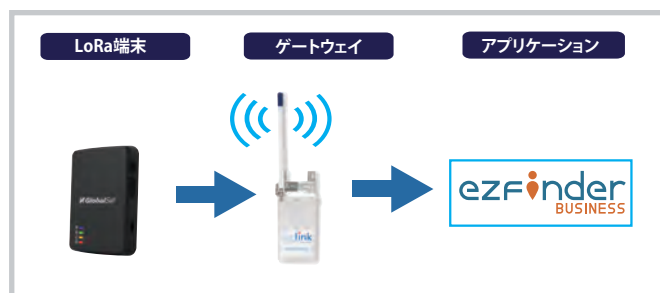 LoRa端末
ゲートウェイ
アプリケーション
GlobalSat
link
ezFinder
BUSINESS